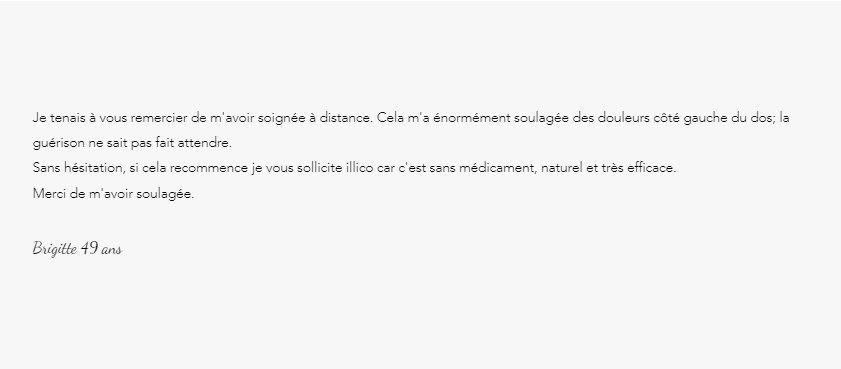 Je tenais à vous remercier de m'avoir soignée à distance. Cela m'a énormément soulagée des douleurs côté gauche du dos; la
guérison ne sait pas fait attendre.
Sans hésitation, si cela recommence je vous sollicite illico car c'est sans médicament, naturel et très efficace.
Merci de m'avoir soulagée.
Brigitte 49 ans